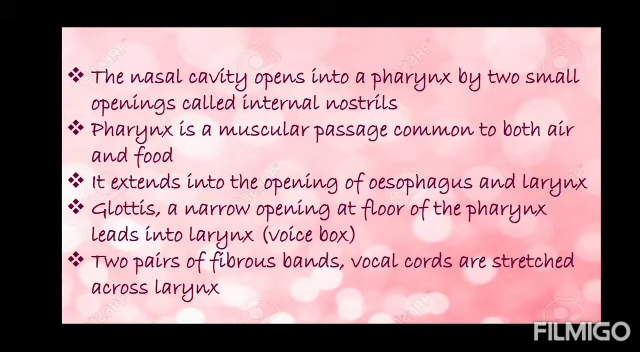 ❖ The nasal cavity opens into a pharynx by two small
openings called internal nostrils
❖ Pharynx is a muscular passage common to both air
and food
❖ It extends into the opening of oesophagus and larynx
❖ Glottis, a narrow opening at floor of the pharynx
leads into larynx (voice box)
❖ Two pairs of fibrous bands, vocal cords are stretched
across larynx
FILMIGO